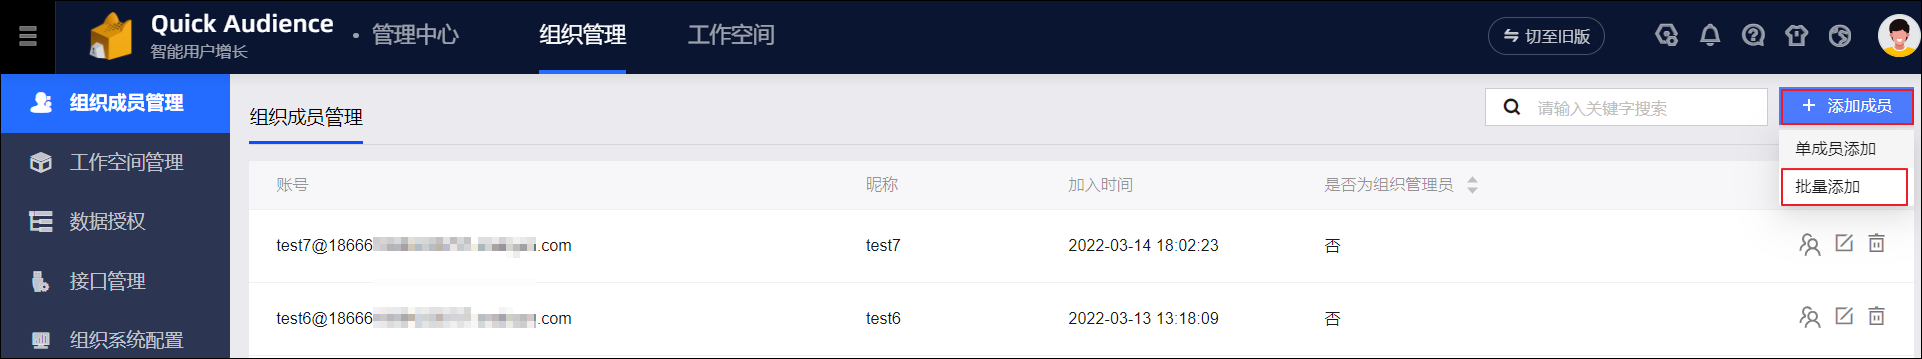 Quick Audience
智能用户增长
· 管理中心
组织管理
工作空间
切至旧版
组织成员管理
工作空间管理
数据授权
接口管理
组织系统配置
组织成员管理
请输入关键字搜索
+ 添加成员
单成员添加
批量添加
账号 昵称 加入时间 是否为组织管理员
test7@18666 .com test7 2022-03-14 18:02:23 否
test6@18666 .com test6 2022-03-13 13:18:09 否